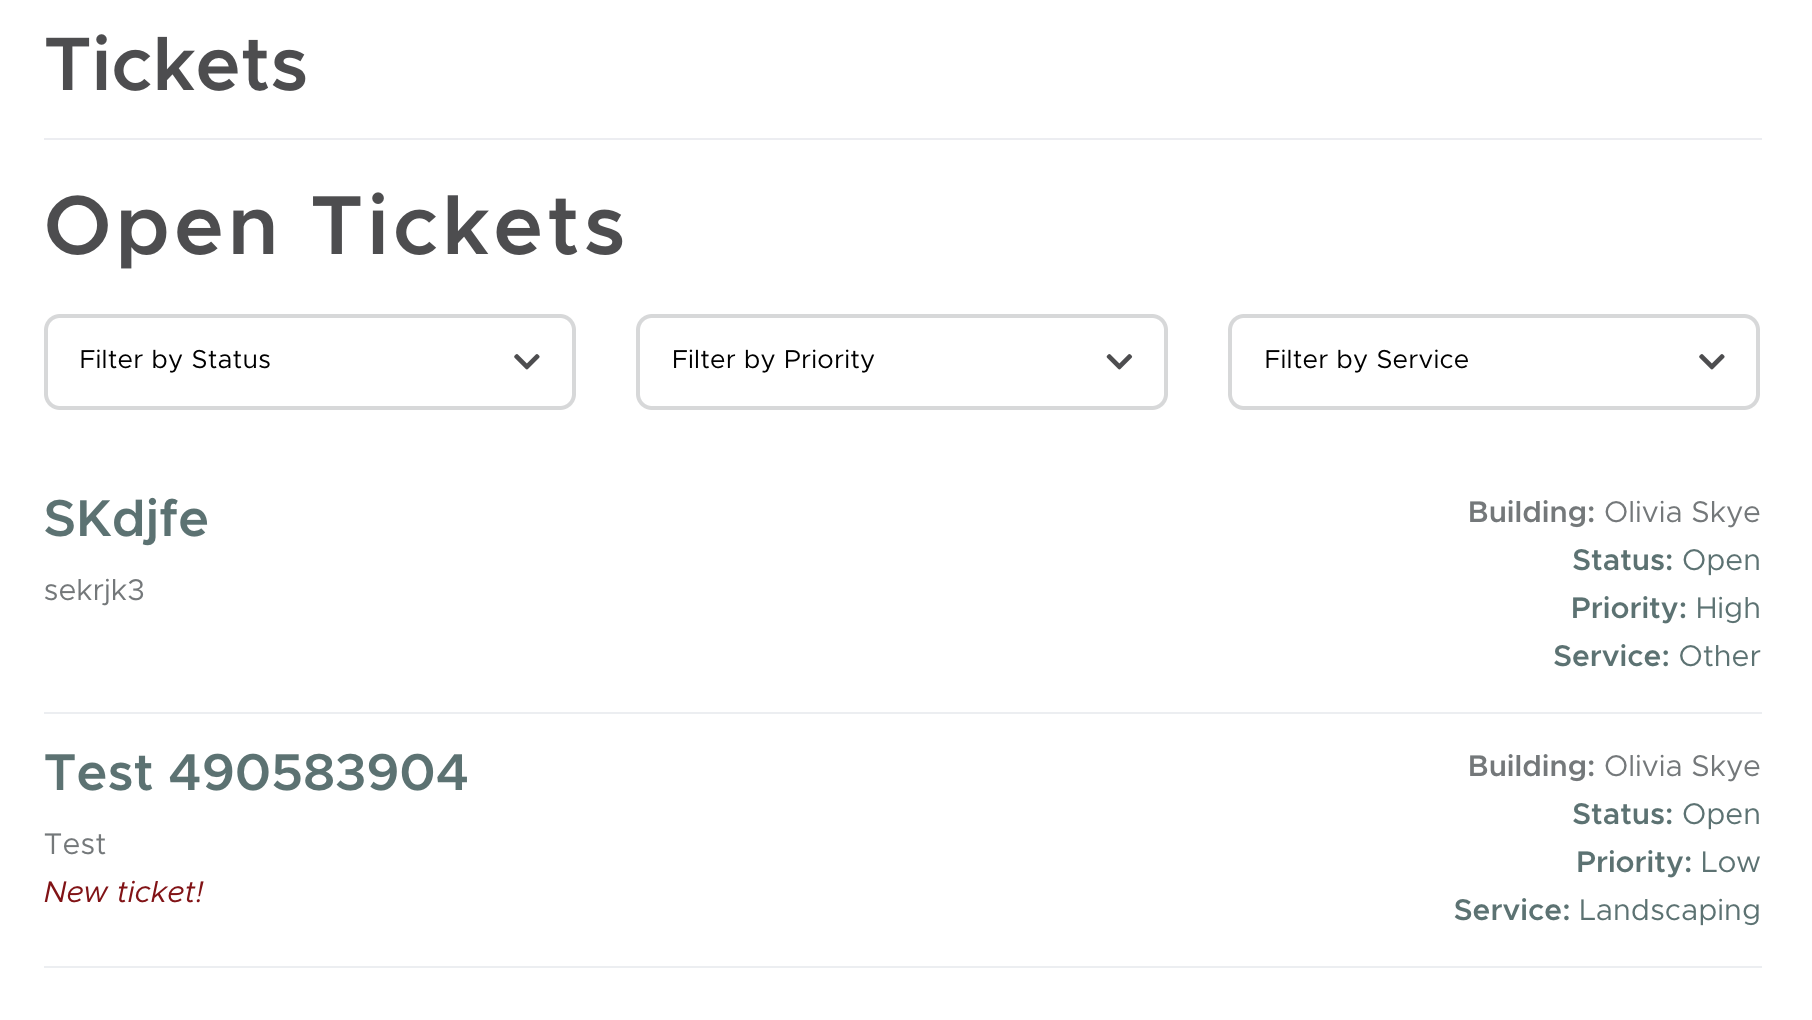 Tickets
Open Tickets
Filter by Status
Filter by Priority
Filter by Service
SKdjfe
sekrjk3
Building: Olivia Skye
Status: Open
Priority: High
Service: Other
Test 490583904
Test
New ticket!
Building: Olivia Skye
Status: Open
Priority: Low
Service: Landscaping